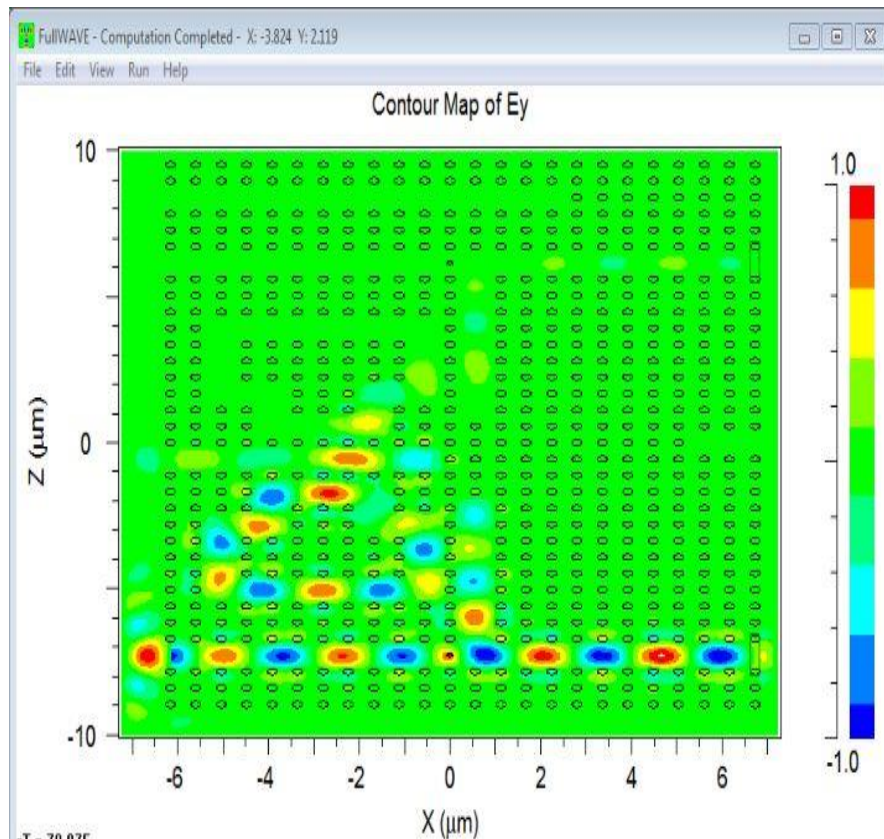 FullWAVE - Computation Completed - X: -3.824 Y: 2.119
File Edit View Run Help
Contour Map of Ey
10
0
-10
Z (µm)
-6 -4 -2 0 2 4 6
X (µm)
1.0
-1.0